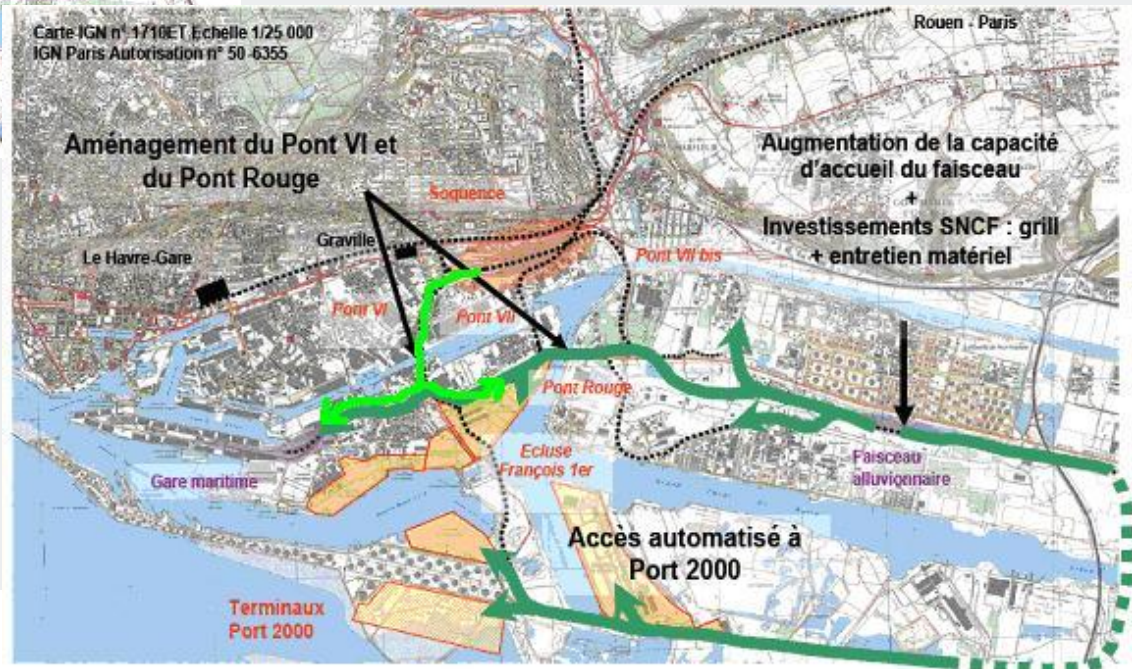 Carte IGN n° 1710ET Echelle 1/25 000
IGN Paris Autorisation n° 50-6355
Rouen - Paris
Aménagement du Pont VI et
du Pont Rouge
Augmentation de la capacité
d'accueil du faisceau
+
Investissements SNCF : grill
+ entretien matériel
Soquence
Graville
Le Havre-Gare
Pont VII bis
Pont VI
Pont VII
Pont Rouge
Ecluse
François 1er
Gare maritime
Faisceau
alluvionnaire
Accès automatisé à
Port 2000
Terminaux
Port 2000